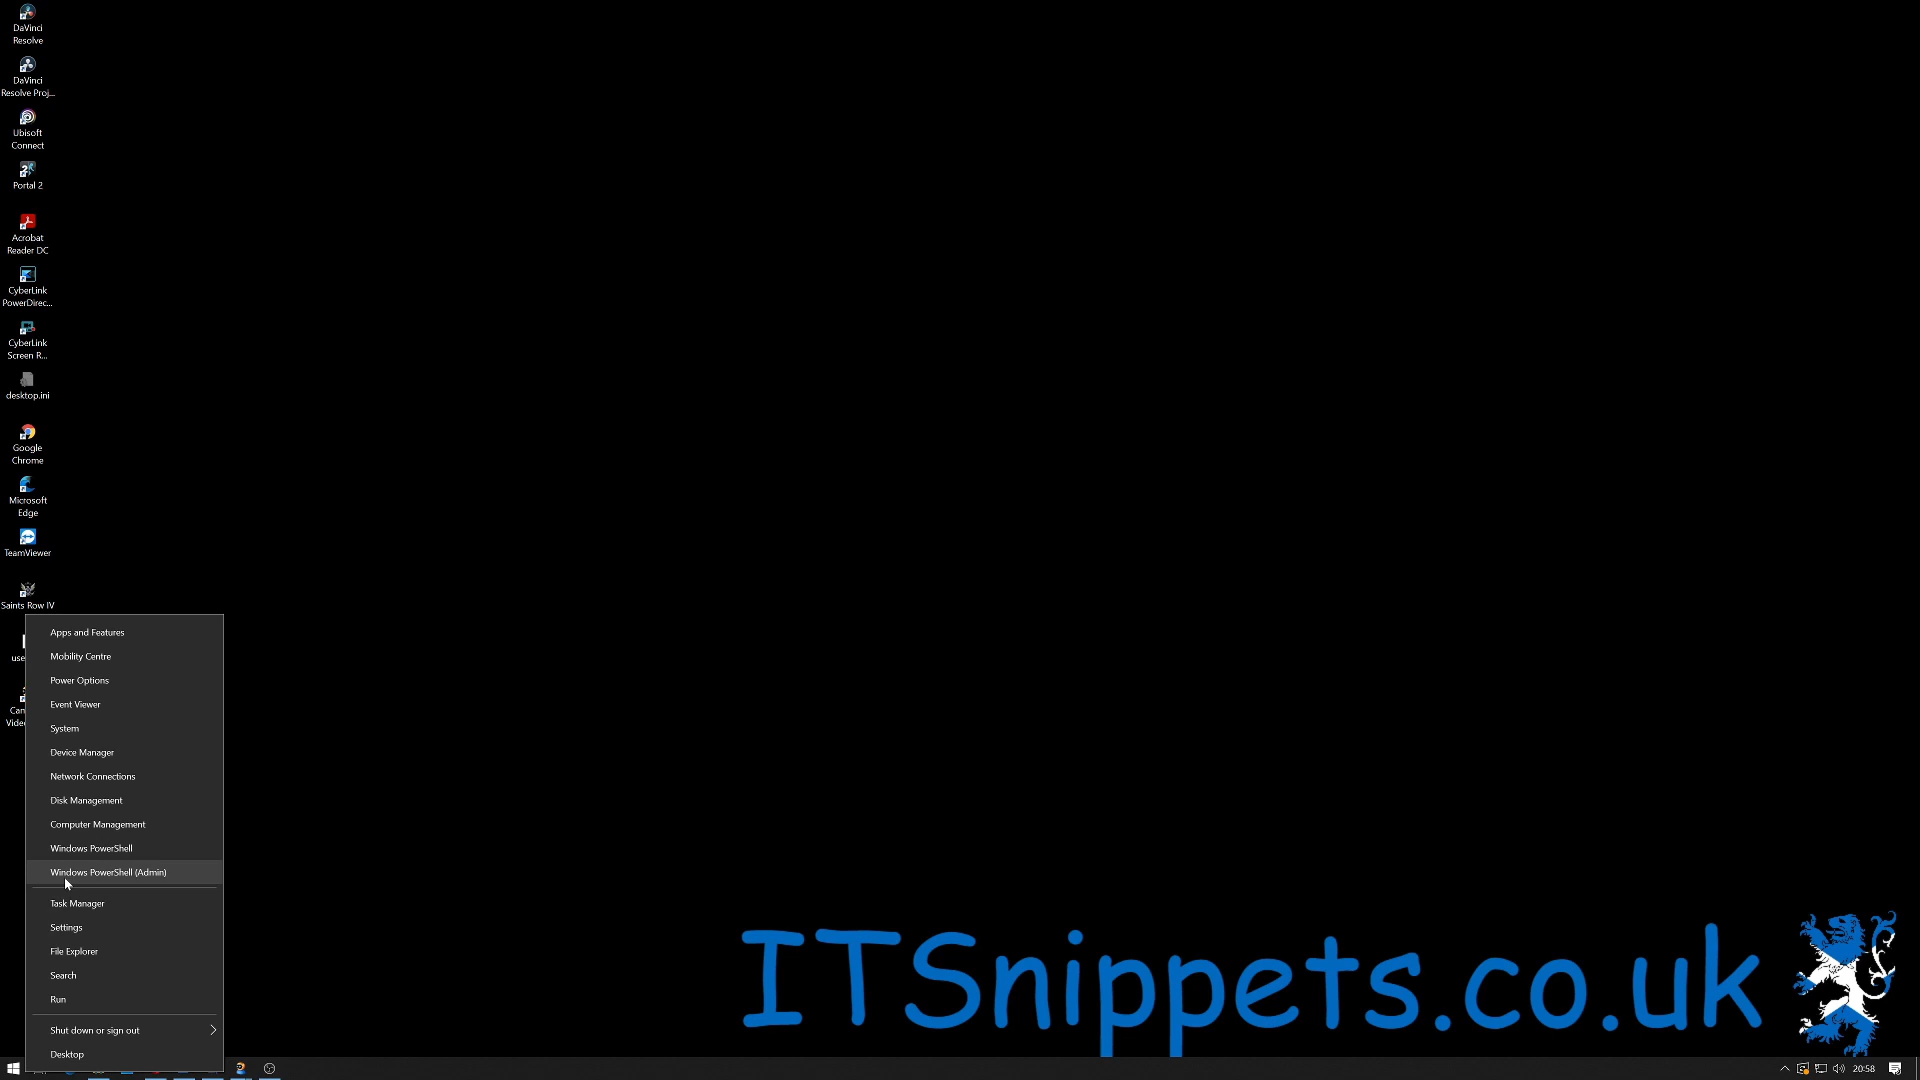 DaVinci
Resolve
DaVinci
Resolve Proj...
Ubisoft
Connect
Portal 2
Acrobat
Reader DC
CyberLink
PowerDirec...
CyberLink
Screen R...
desktop.ini
Google
Chrome
Microsoft
Edge
TeamViewer
Saints Row IV
use
Can
Video
Apps and Features
Mobility Centre
Power Options
Event Viewer
System
Device Manager
Network Connections
Disk Management
Computer Management
Windows PowerShell
Windows PowerShell (Admin)
Task Manager
Settings
File Explorer
Search
Run
Shut down or sign out
Desktop
ITSnippets.co.uk
20:58